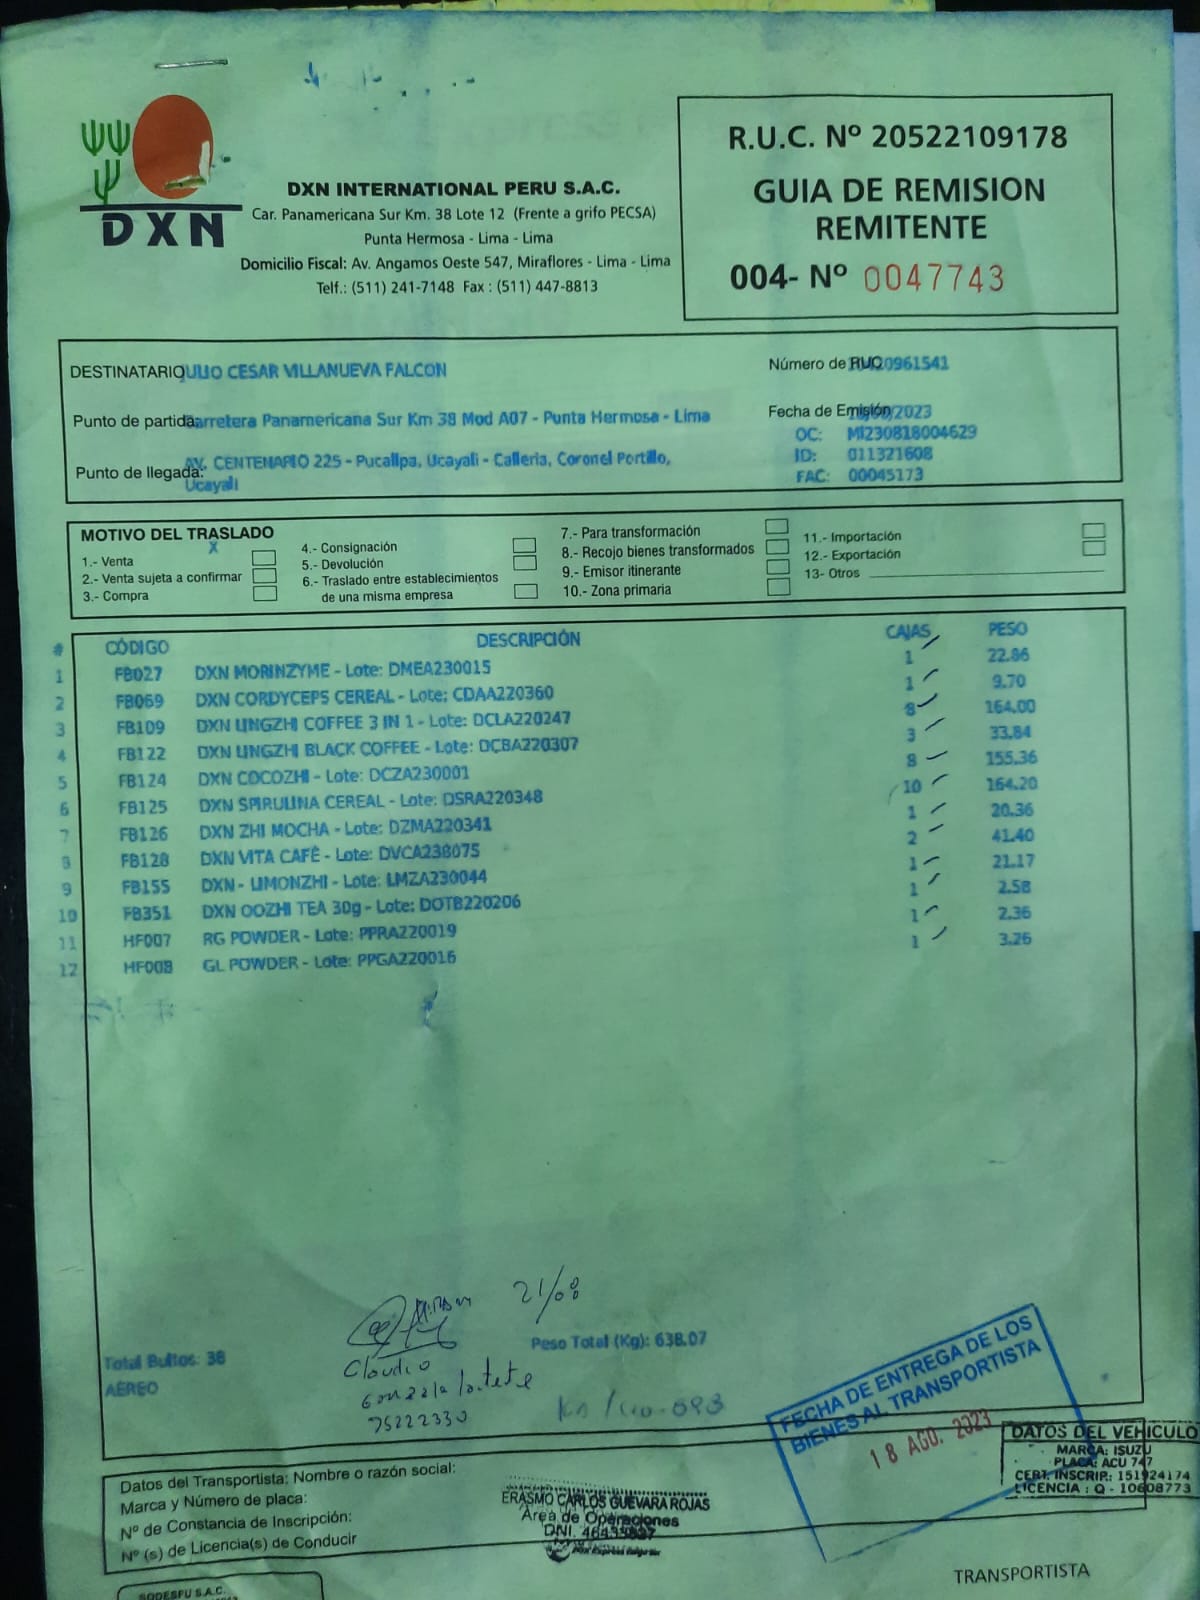 DXN
DXN INTERNATIONAL PERU S.A.C.
Car. Panamericana Sur Km. 38 Lote 12 (Frente a grifo PECSA)
Punta Hermosa - Lima - Lima
Domicilio Fiscal: Av. Angamos Oeste 547, Miraflores - Lima - Lima
Telf.: (511) 241-7148 Fax : (511) 447-8813
R.U.C. Nº 20522109178
GUIA DE REMISION
REMITENTE
004- Nº 0047743
DESTINATARIO ULIO CESAR VILLANUEVA FALCON
Número de RUC 20961541
Punto de partida: arretera Panamericana Sur Km 38 Mod A07 - Punta Hermosa - Lima
Fecha de Emisión /2023
OC: MI230818004629
Punto de llegada: AV. CENTENARIO 225 - Pucallpa, Ucayali - Calleria, Coronel Portillo,
Ucayali
ID: 011321608
FAC: 00045173
MOTIVO DEL TRASLADO
X
1.- Venta
2.- Venta sujeta a confirmar
3.- Compra
4.- Consignación
5.- Devolución
6.- Traslado entre establecimientos
de una misma empresa
7.- Para transformación
8.- Recojo bienes transformados
9.- Emisor itinerante
10.- Zona primaria
11.- Importación
12.- Exportación
13- Otros
# CÓDIGO DESCRIPCIÓN CAJAS PESO
1 FB027 DXN MORINZYME - Lote: DMEA230015 1 22.86
2 FB069 DXN CORDYCEPS CEREAL - Lote: CDAA220360 1 9.70
3 FB109 DXN LINGZHI COFFEE 3 IN 1 - Lote: DCLA220247 8 164.00
4 FB122 DXN LINGZHI BLACK COFFEE - Lote: DCBA220307 3 33.84
5 FB124 DXN COCOZHI - Lote: DCZA230001 8 155.36
6 FB125 DXN SPIRULINA CEREAL - Lote: DSRA220348 10 164.20
7 FB126 DXN ZHI MOCHA - Lote: DZMA220341 1 20.36
8 FB128 DXN VITA CAFÉ - Lote: DVCA238075 2 41.40
9 FB155 DXN - LIMONZHI - Lote: LMZA230044 1 21.17
10 FB351 DXN OOZHI TEA 30g - Lote: DOTB220206 1 2.58
11 HF007 RG POWDER - Lote: PPRA220019 1 2.36
12 HF008 GL POWDER - Lote: PPGA220016 1 3.26
21/08
Total Bultos: 38
Peso Total (Kg): 638.07
AÉREO
Claudio
75222330
FECHA DE ENTREGA DE LOS
BIENES AL TRANSPORTISTA
18 AGO. 2023
DATOS DEL VEHICULO
MARCA: ISUZU
PLACA: ACU 747
CERT. INSCRIP.: 151924174
LICENCIA : Q - 10608773
Datos del Transportista: Nombre o razón social:
Marca y Número de placa:
Nº de Constancia de Inscripción:
Nº (s) de Licencia(s) de Conducir
ERASMO CARLOS GUEVARA ROJAS
Area de Operaciones
TRANSPORTISTA